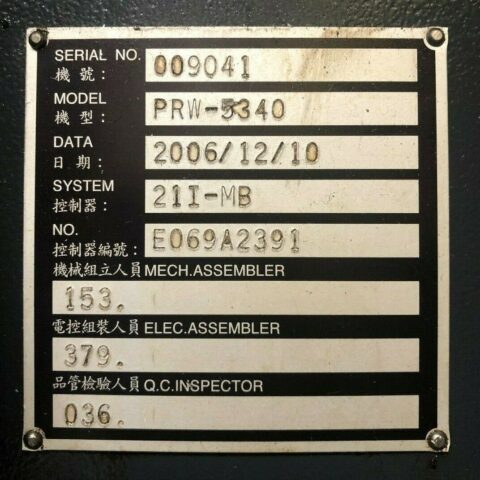 SERIAL NO. 009041
機號:
MODEL PRW-5340
機型:
DATA 2006/12/10
日期:
SYSTEM 21I-MB
控制器:
NO. E069A2391
控制器編號:
機械組立人員 MECH.ASSEMBLER
153.
電控組裝人員 ELEC.ASSEMBLER
379.
品管檢驗人員 Q.C.INSPECTOR
036.